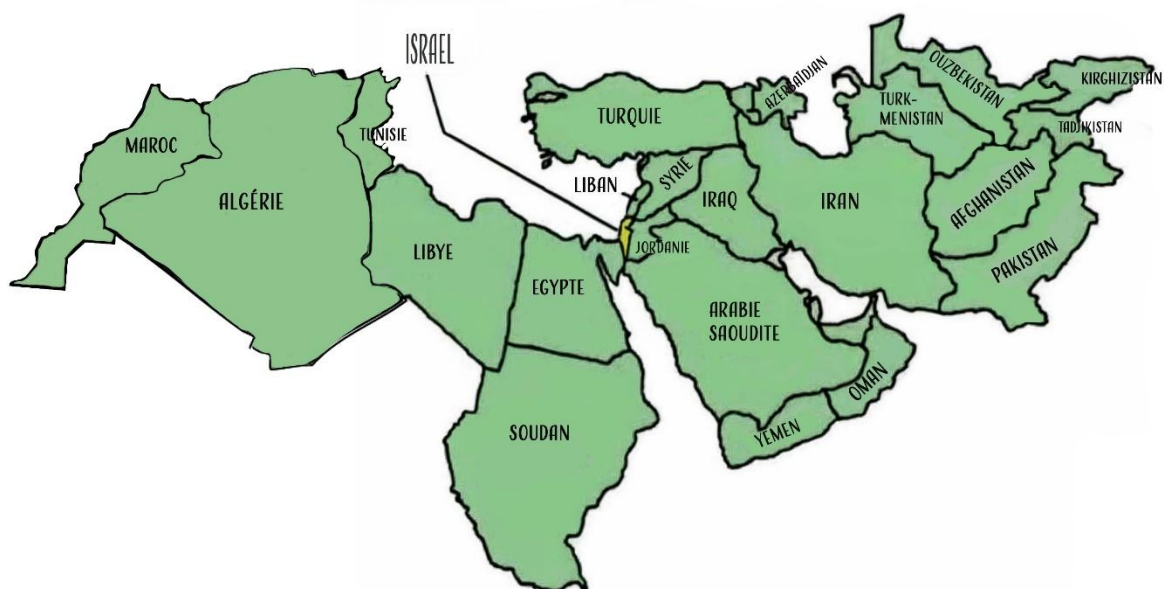 ISRAEL
MAROC
ALGÉRIE
TUNISIE
LIBYE
EGYPTE
SOUDAN
TURQUIE
LIBAN
SYRIE
JORDANIE
IRAQ
ARABIE
SAOUDITE
YEMEN
OMAN
IRAN
AZERBAÏDJAN
TURK-
MENISTAN
OUZBEKISTAN
KIRGHIZISTAN
TADJIKISTAN
AFGHANISTAN
PAKISTAN